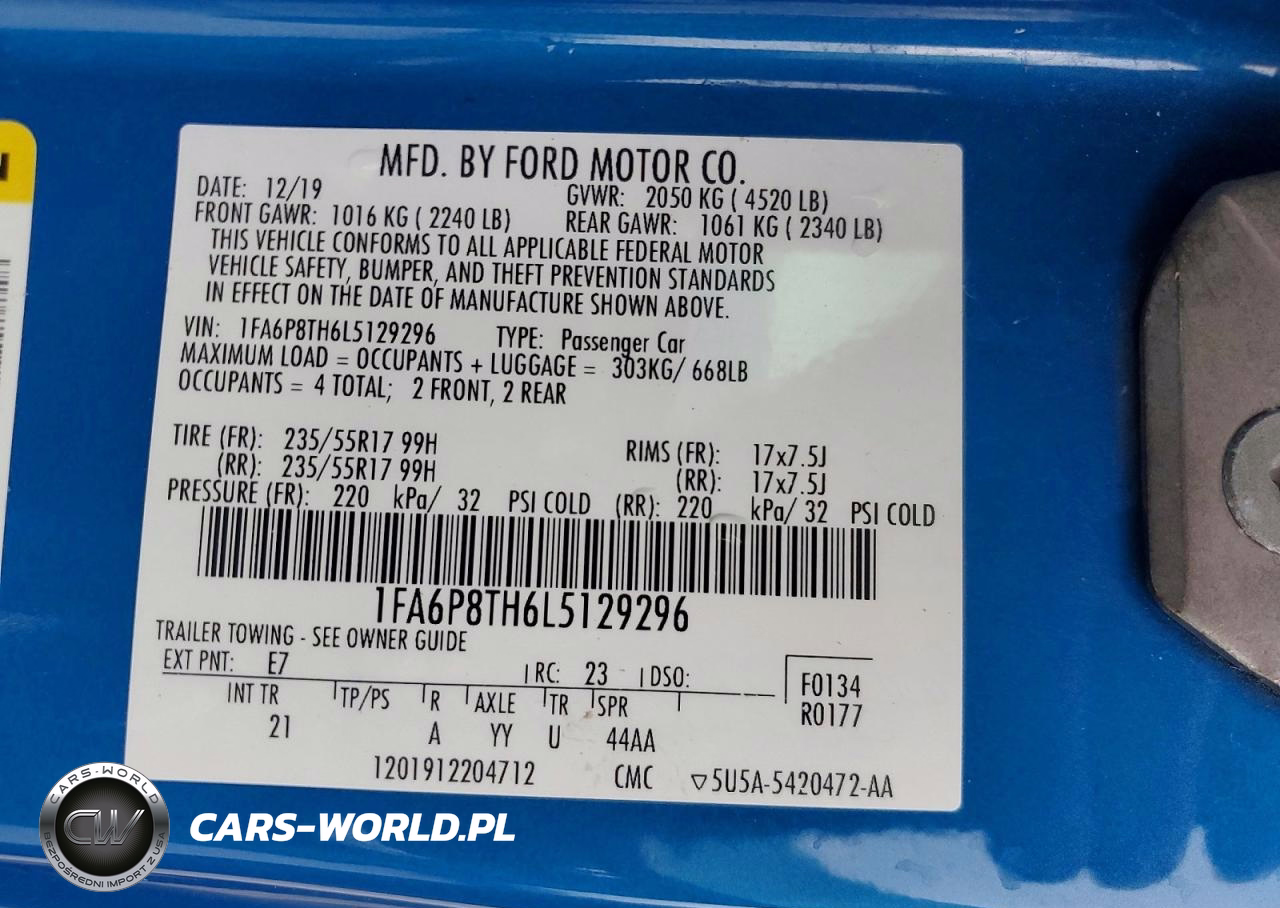 N
MFD. BY FORD MOTOR CO.
DATE: 12/19 GVWR: 2050 KG ( 4520 LB)
FRONT GAWR: 1016 KG ( 2240 LB) REAR GAWR: 1061 KG ( 2340 LB)
THIS VEHICLE CONFORMS TO ALL APPLICABLE FEDERAL MOTOR
VEHICLE SAFETY, BUMPER, AND THEFT PREVENTION STANDARDS
IN EFFECT ON THE DATE OF MANUFACTURE SHOWN ABOVE.
VIN: 1FA6P8TH6L5129296 TYPE: Passenger Car
MAXIMUM LOAD = OCCUPANTS + LUGGAGE = 303KG/ 668LB
OCCUPANTS = 4 TOTAL; 2 FRONT, 2 REAR
TIRE (FR): 235/55R17 99H RIMS (FR): 17x7.5J
(RR): 235/55R17 99H (RR): 17x7.5J
PRESSURE (FR): 220 kPa/ 32 PSI COLD (RR): 220 kPa/ 32 PSI COLD
1FA6P8TH6L5129296
TRAILER TOWING - SEE OWNER GUIDE
EXT PNT: E7 RC: 23 DSO:
F0134
R0177
INT TR TP/PS R AXLE TR SPR
21 A YY U 44AA
1201912204712 CMC ▽5U5A-5420472-AA
CARS-WORLD
CW
BEZPOŚREDNI IMPORT Z USA
CARS-WORLD.PL